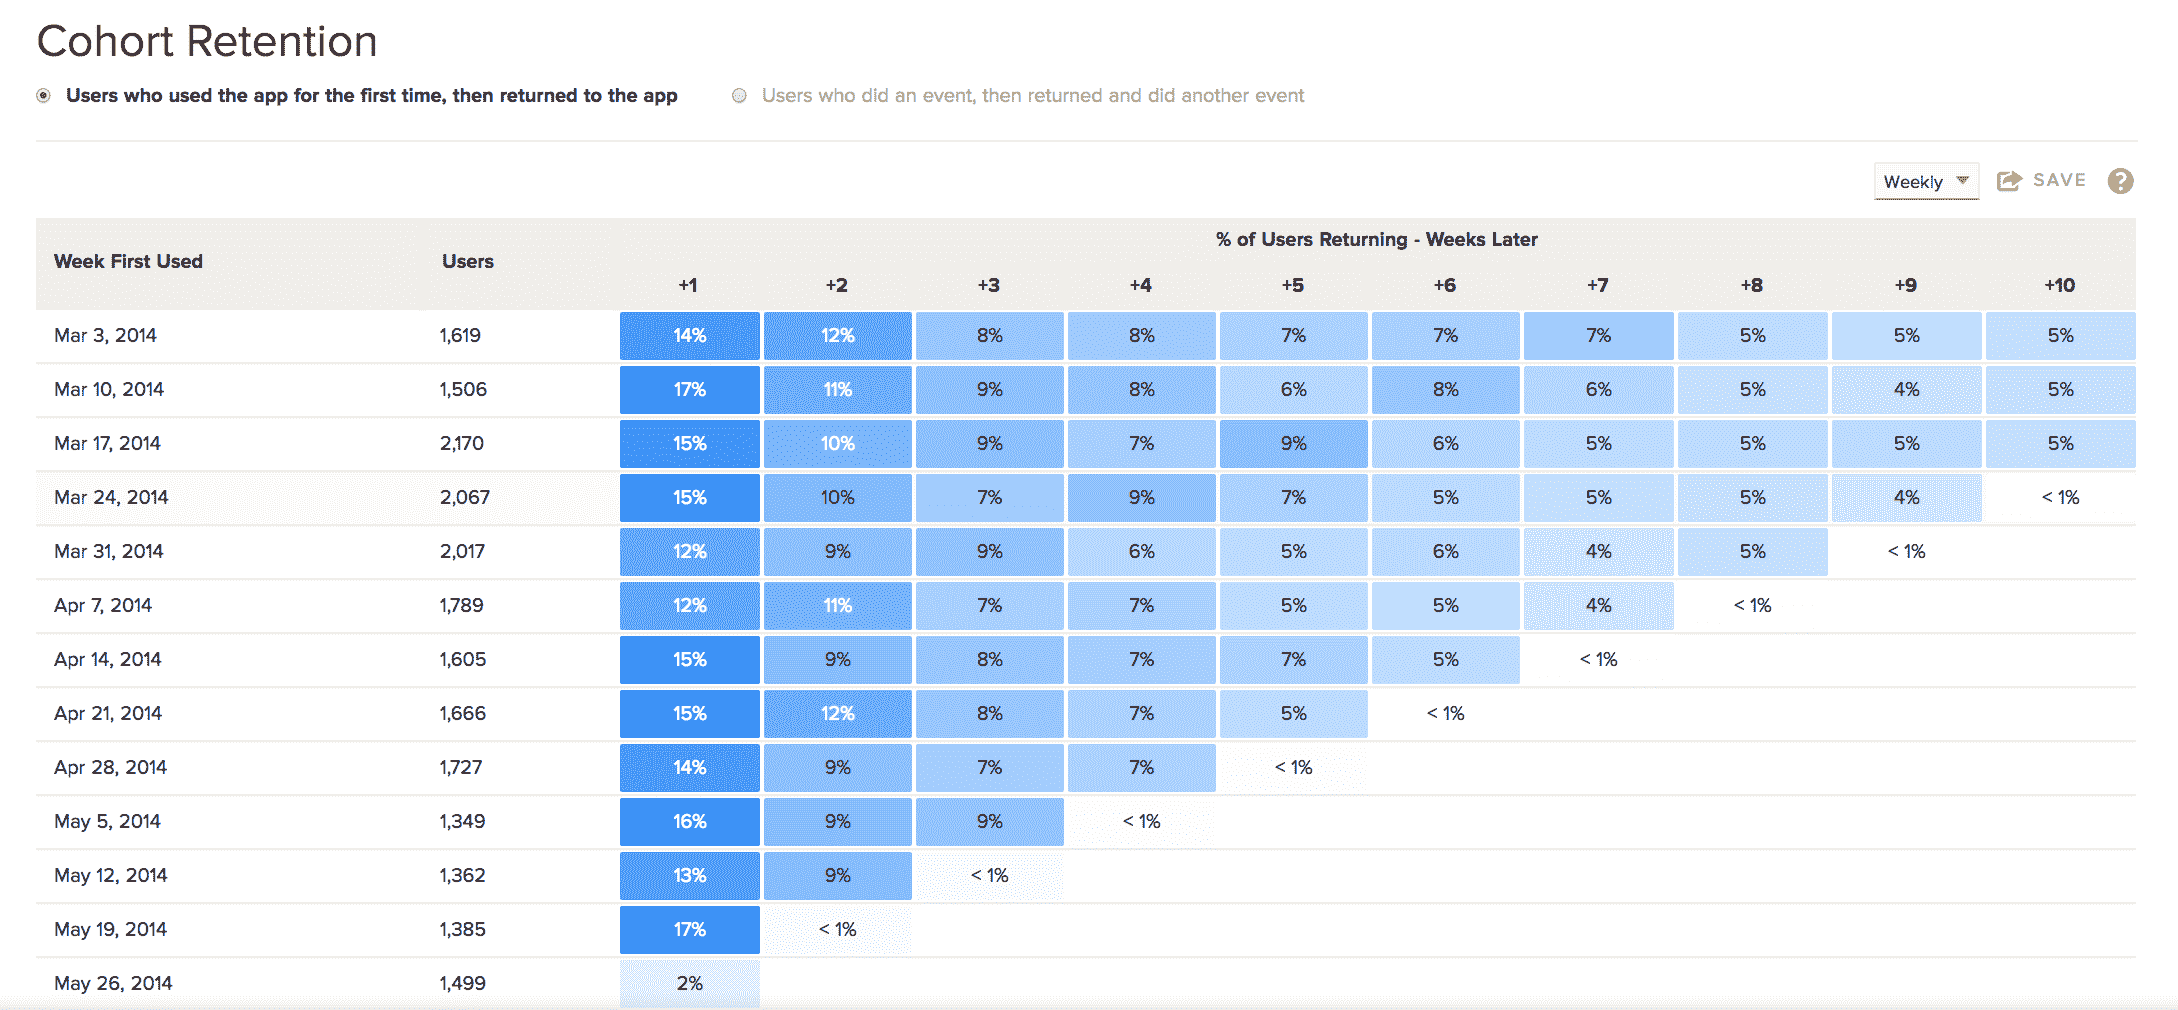 Cohort Retention
Users who used the app for the first time, then returned to the app Users who did an event, then returned and did another event
Weekly SAVE ?
Week First Used Users % of Users Returning - Weeks Later
+1 +2 +3 +4 +5 +6 +7 +8 +9 +10
Mar 3, 2014 1,619 14% 12% 8% 8% 7% 7% 7% 5% 5% 5%
Mar 10, 2014 1,506 17% 11% 9% 8% 6% 8% 6% 5% 4% 5%
Mar 17, 2014 2,170 15% 10% 9% 7% 9% 6% 5% 5% 5% 5%
Mar 24, 2014 2,067 15% 10% 7% 9% 7% 5% 5% 5% 4% < 1%
Mar 31, 2014 2,017 12% 9% 9% 6% 5% 6% 4% 5% < 1%
Apr 7, 2014 1,789 12% 11% 7% 7% 5% 5% 4% < 1%
Apr 14, 2014 1,605 15% 9% 8% 7% 7% 5% < 1%
Apr 21, 2014 1,666 15% 12% 8% 7% 5% < 1%
Apr 28, 2014 1,727 14% 9% 7% 7% < 1%
May 5, 2014 1,349 16% 9% 9% < 1%
May 12, 2014 1,362 13% 9% < 1%
May 19, 2014 1,385 17% < 1%
May 26, 2014 1,499 2%